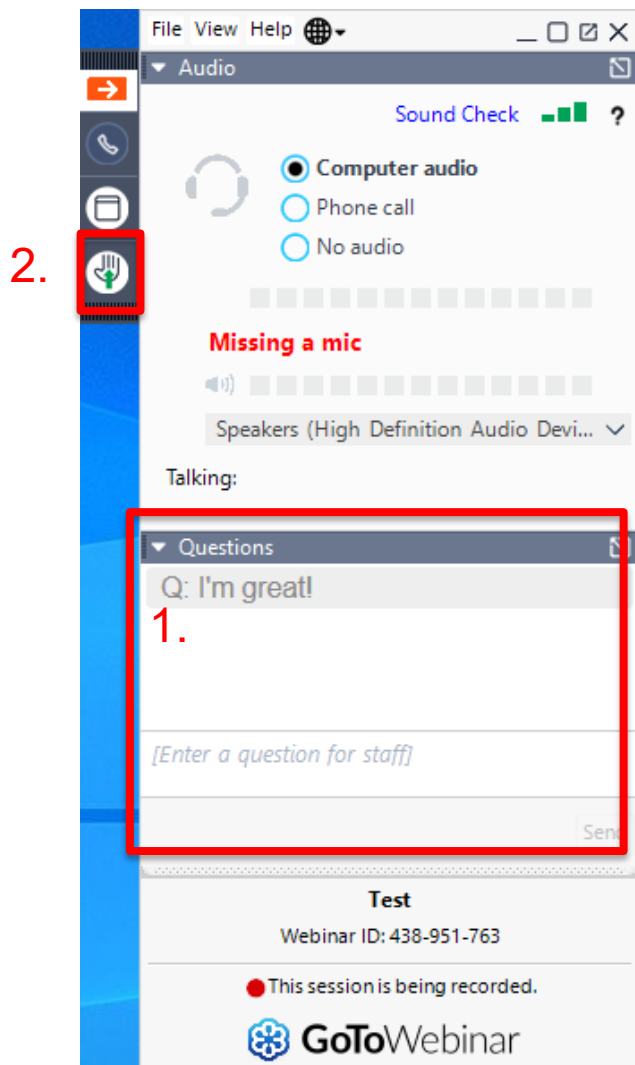 File View Help
Audio
Sound Check ?
Computer audio
Phone call
No audio
2.
Missing a mic
Speakers (High Definition Audio Devi...
Talking:
Questions
Q: I'm great!
1.
[Enter a question for staff]
Send
Test
Webinar ID: 438-951-763
This session is being recorded.
GoToWebinar